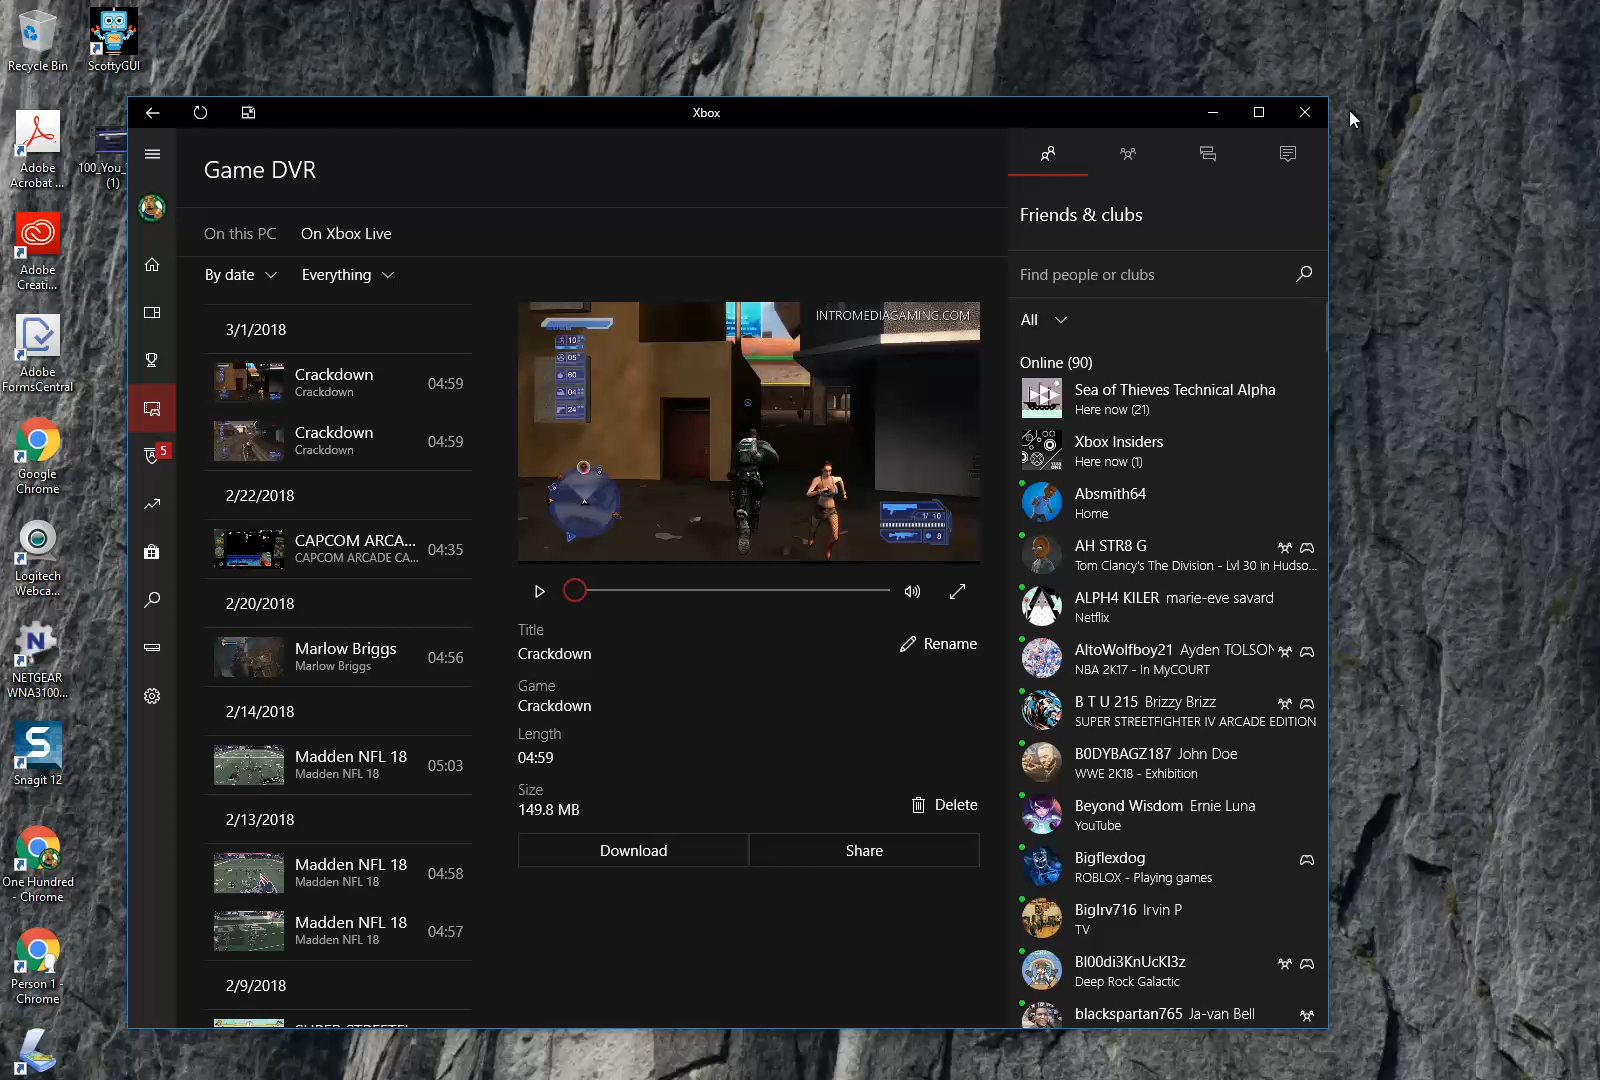 Recycle Bin
ScottyGUI
Adobe
Acrobat ...
100_You_
(1)
Adobe
Creati...
Adobe
FormsCentral
Google
Chrome
Logitech
Webca...
NETGEAR
WNA3100...
Snagit 12
One Hundred
- Chrome
Person 1 -
Chrome
Xbox
Game DVR
On this PC
On Xbox Live
By date
Everything
5
3/1/2018
Crackdown
Crackdown
04:59
Crackdown
Crackdown
04:59
2/22/2018
CAPCOM ARCA...
CAPCOM ARCADE CA...
04:35
2/20/2018
Marlow Briggs
Marlow Briggs
04:56
2/14/2018
Madden NFL 18
Madden NFL 18
05:03
2/13/2018
Madden NFL 18
Madden NFL 18
04:58
Madden NFL 18
Madden NFL 18
04:57
2/9/2018
INTROMEDIAGAMING.COM
10
05
60
04
24
1/ 10
8
Title
Crackdown
Rename
Game
Crackdown
Length
04:59
Size
149.8 MB
Delete
Download
Share
Friends & clubs
Find people or clubs
All
Online (90)
Sea of Thieves Technical Alpha
Here now (21)
Xbox Insiders
Here now (1)
Absmith64
Home
AH STR8 G
Tom Clancy's The Division - Lvl 30 in Hudso...
ALPH4 KILER marie-eve savard
Netflix
AltoWolfboy21 Ayden TOLSON
NBA 2K17 - In MyCOURT
B T U 215 Brizzy Brizz
SUPER STREETFIGHTER IV ARCADE EDITION
B0DYBAGZ187 John Doe
WWE 2K18 - Exhibition
Beyond Wisdom Ernie Luna
YouTube
Bigflexdog
ROBLOX - Playing games
BigIrv716 Irvin P
TV
Bl00di3KnUcKl3z
Deep Rock Galactic
blackspartan765 Ja-van Bell